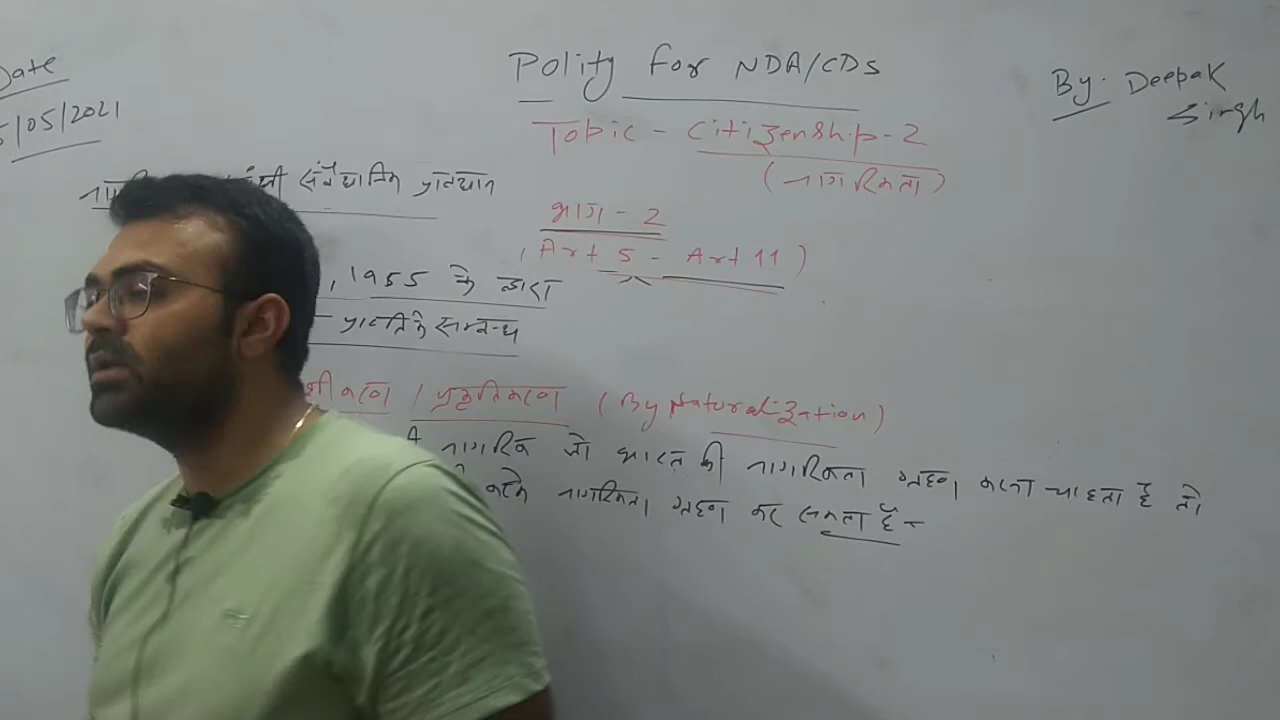 Date
5/05/2021
Polity for NDA/CDS
By. Deepak
Singh
Topic - Citizenship-2
(नागरिकता)
संवैधानिक प्रावधान
भाग - 2
(Art 5 - Art 11)
, 1955 के द्वारा
प्राप्ति के सम्बन्ध
/ प्रकृतिकरण (By Naturalization)
नागरिक जो भारत की नागरिकता ग्रहण करना चाहता है तो
करके नागरिकता ग्रहण कर सकता है -